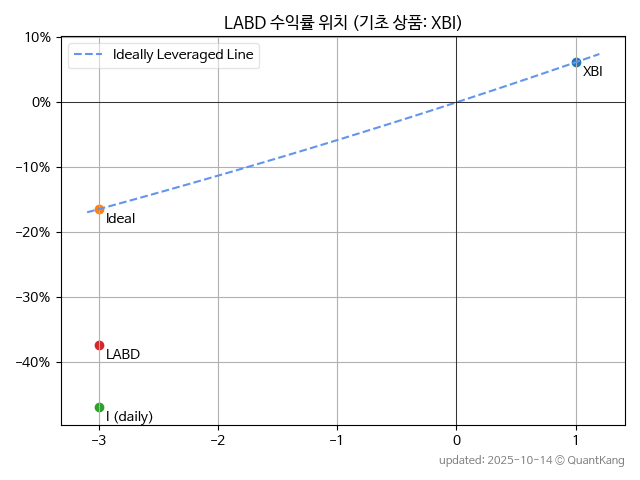 LABD 수익률 위치 (기초 상품: XBI)
10%
Ideally Leveraged Line
XBI
0%
−10%
Ideal
−20%
−30%
LABD
−40%
I (daily)
−3 −2 −1 0 1
updated: 2025-10-14 © QuantKang